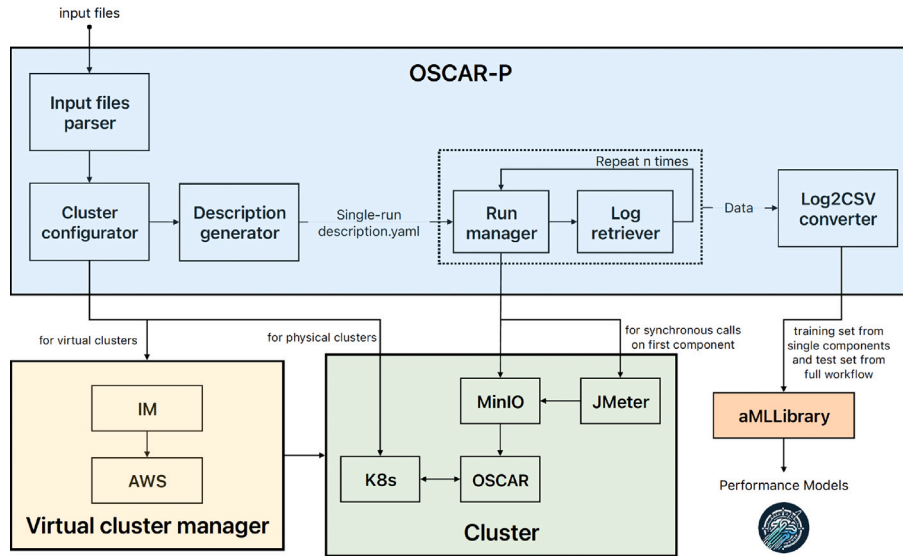 input files
OSCAR-P
Input files
parser
Repeat n times
Cluster
configurator
Description
generator
Single-run
description.yaml
Run
manager
Log
retriever
Data
Log2CSV
converter
for virtual clusters
for physical clusters
for synchronous calls
on first component
training set from
single components
and test set from
full workflow
IM
AWS
Virtual cluster manager
MinIO
JMeter
K8s
OSCAR
Cluster
aMLLibrary
Performance Models